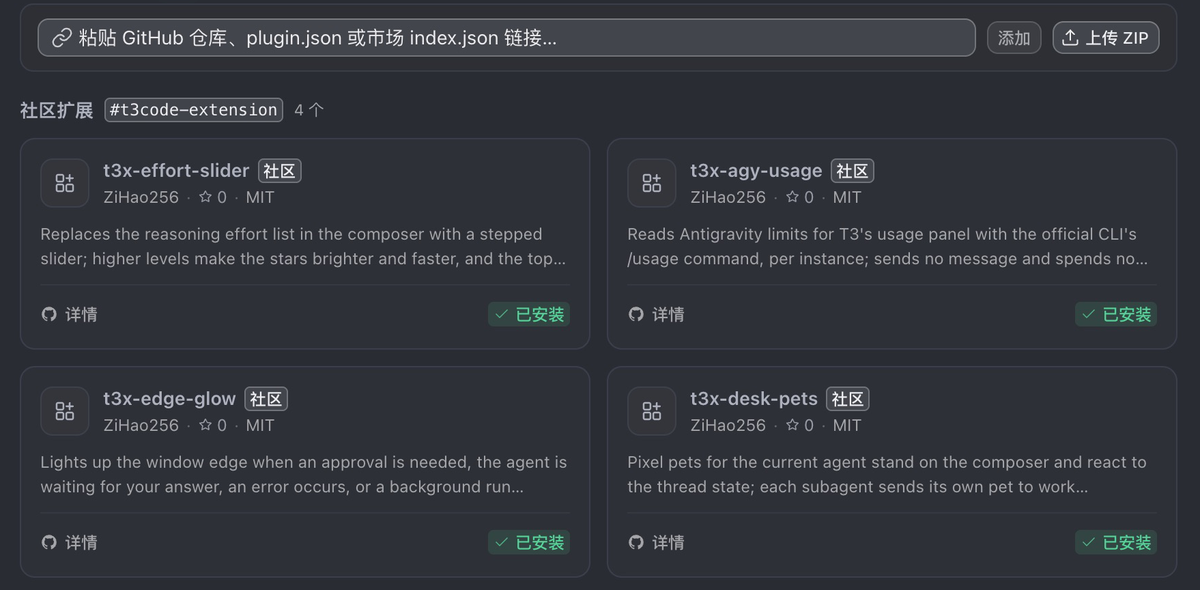 粘贴 GitHub 仓库、plugin.json 或市场 index.json 链接...
添加
上传 ZIP
社区扩展 #t3code-extension 4 个
t3x-effort-slider 社区
ZiHao256 · ☆ 0 · MIT
Replaces the reasoning effort list in the composer with a stepped
slider; higher levels make the stars brighter and faster, and the top...
详情
已安装
t3x-agy-usage 社区
ZiHao256 · ☆ 0 · MIT
Reads Antigravity limits for T3's usage panel with the official CLI's
/usage command, per instance; sends no message and spends no...
详情
已安装
t3x-edge-glow 社区
ZiHao256 · ☆ 0 · MIT
Lights up the window edge when an approval is needed, the agent is
waiting for your answer, an error occurs, or a background run...
详情
已安装
t3x-desk-pets 社区
ZiHao256 · ☆ 0 · MIT
Pixel pets for the current agent stand on the composer and react to
the thread state; each subagent sends its own pet to work...
详情
已安装